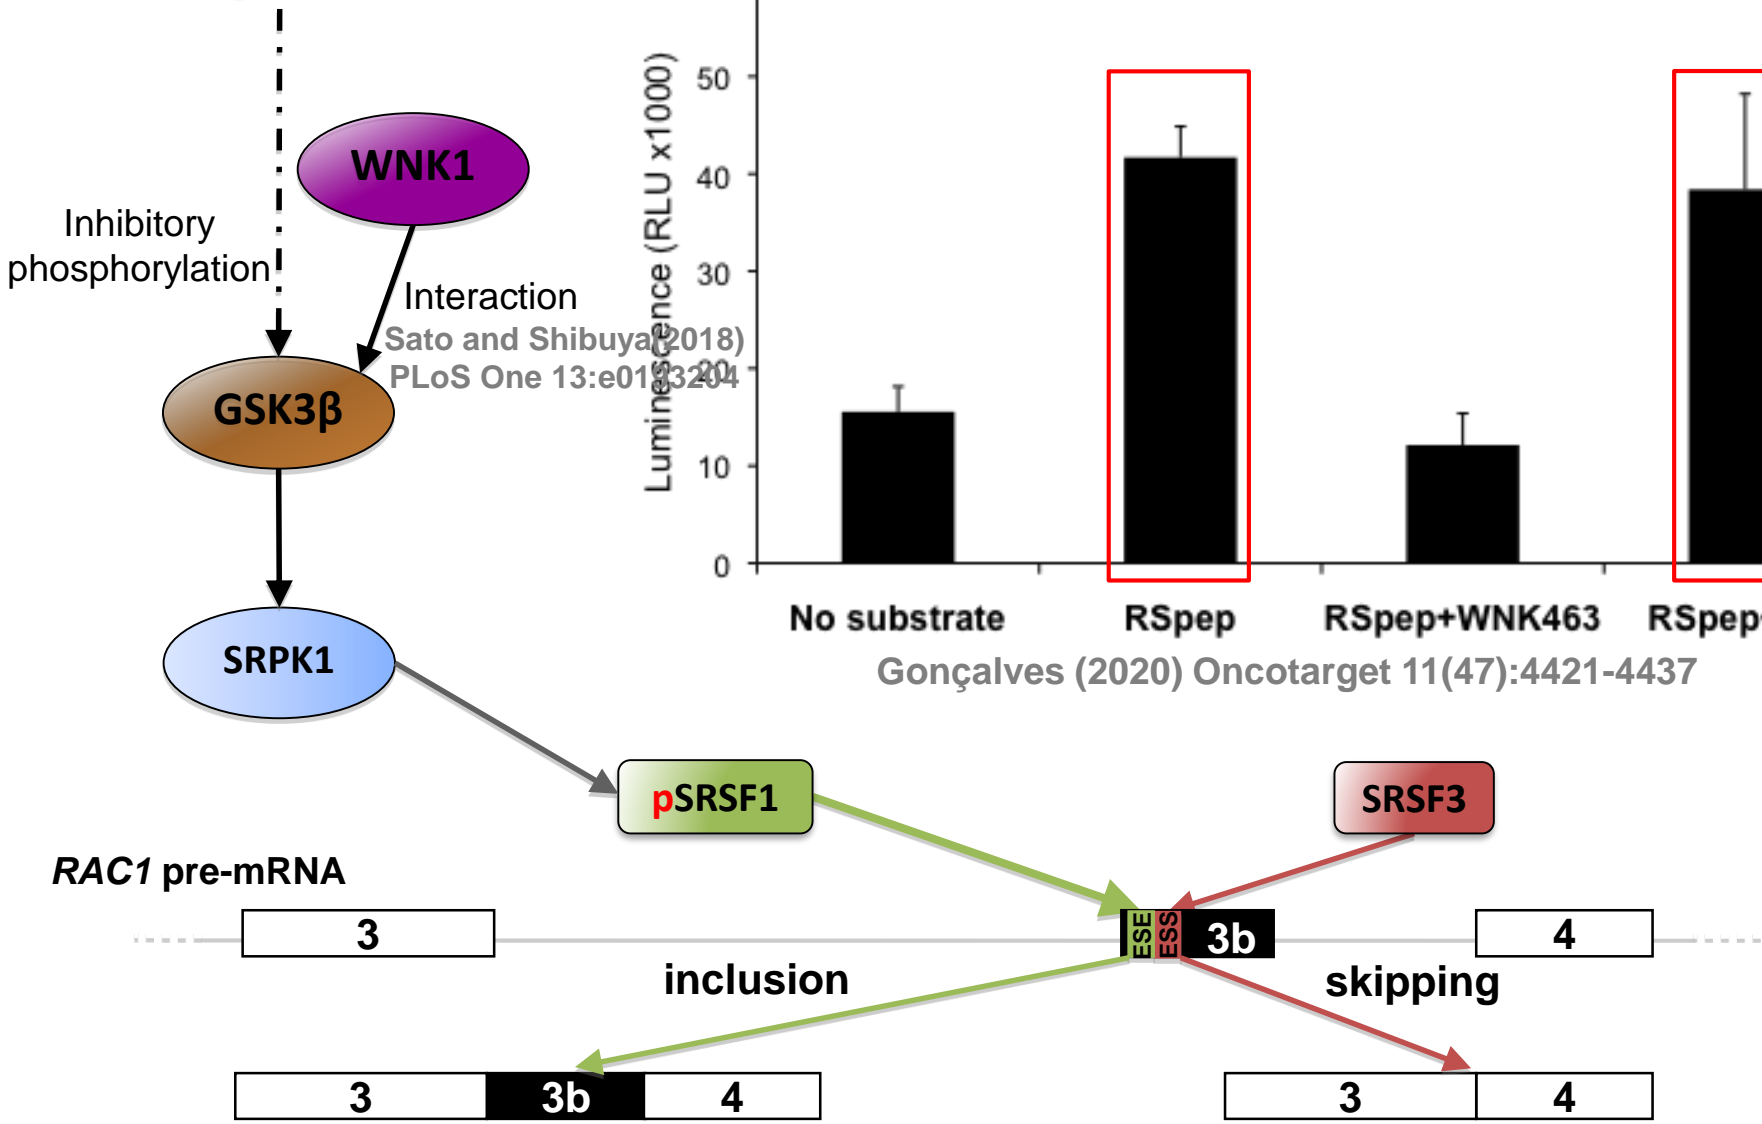 WNK1
Inhibitory
phosphorylation
Interaction
Sato and Shibuya(2018)
PLoS One 13:e0193204
GSK3β
SRPK1
Luminescence (RLU x1000)
50
40
30
20
10
0
No substrate
RSpep
RSpep+WNK463
RSpep+
Gonçalves (2020) Oncotarget 11(47):4421-4437
pSRSF1
SRSF3
RAC1 pre-mRNA
3
ESE
ESS
3b
4
inclusion
skipping
3
3b
4
3
4